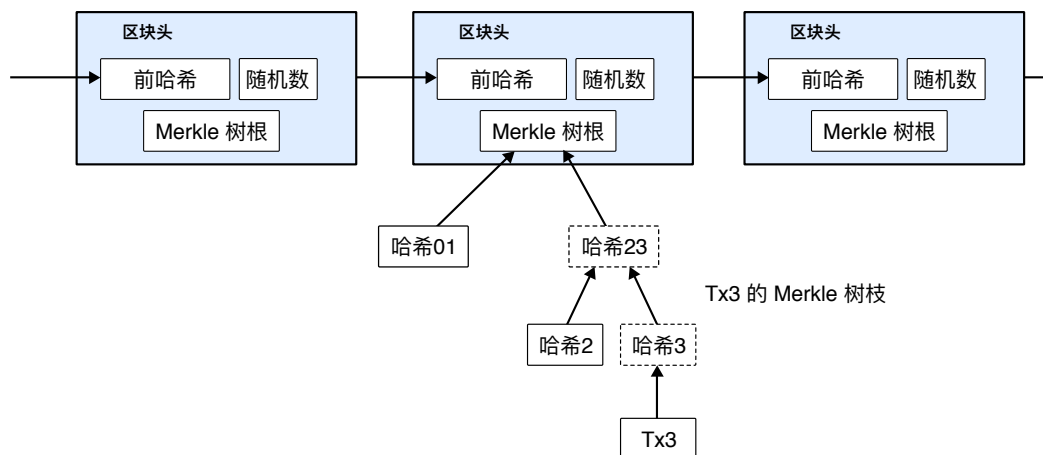 区块头
前哈希
随机数
Merkle 树根
区块头
前哈希
随机数
Merkle 树根
区块头
前哈希
随机数
Merkle 树根
哈希01
哈希23
Tx3 的 Merkle 树枝
哈希2
哈希3
Tx3